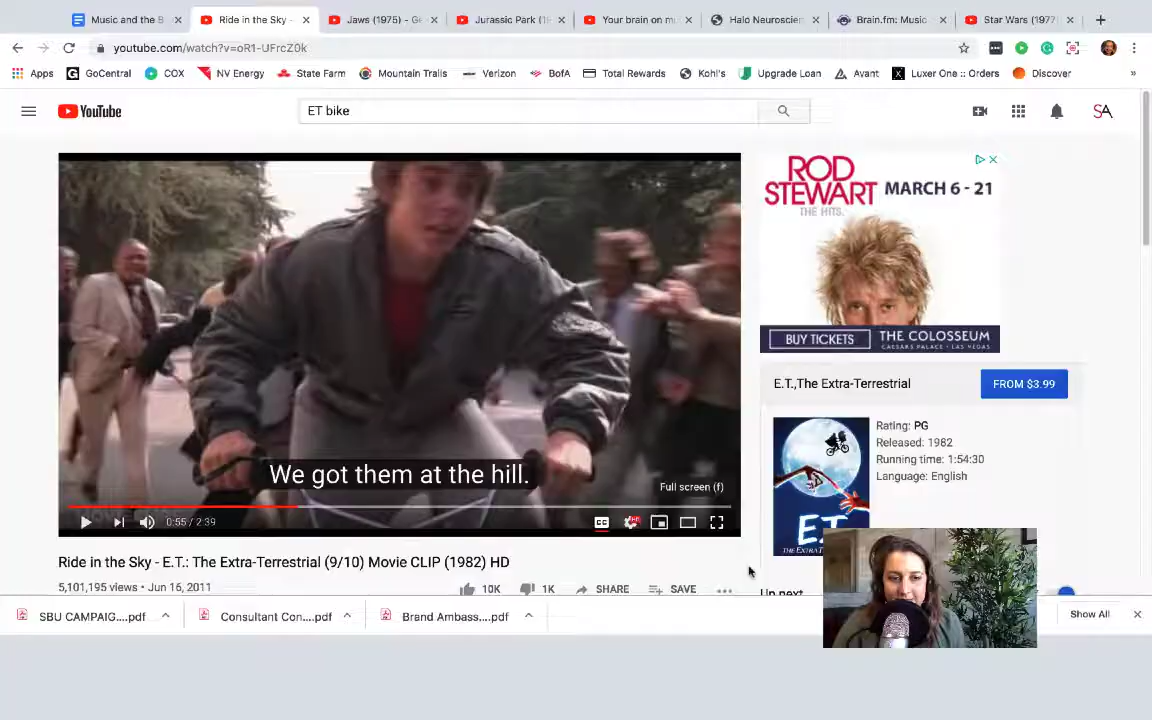 Music and the B
Ride in the Sky -
Jaws (1975) - Ge
Jurassic Park (19
Your brain on mu
Halo Neuroscien
Brain.fm: Music
Star Wars (1977
youtube.com/watch?v=oR1-UFrcZ0k
Apps
GoCentral
COX
NV Energy
State Farm
Mountain Trails
Verizon
BofA
Total Rewards
Kohl's
Upgrade Loan
Avant
Luxer One :: Orders
Discover
»
YouTube
ET bike
SA
ROD
STEWART
THE HITS.
MARCH 6 - 21
BUY TICKETS
THE COLOSSEUM
CAESARS PALACE • LAS VEGAS
We got them at the hill.
Full screen (f)
0:55 / 2:39
CC
HD
E.T.,The Extra-Terrestrial
FROM $3.99
Rating: PG
Released: 1982
Running time: 1:54:30
Language: English
Ride in the Sky - E.T.: The Extra-Terrestrial (9/10) Movie CLIP (1982) HD
5,101,195 views • Jun 16, 2011
10K
1K
SHARE
SAVE
Up next
SBU CAMPAIG....pdf
Consultant Con....pdf
Brand Ambass....pdf
Show All